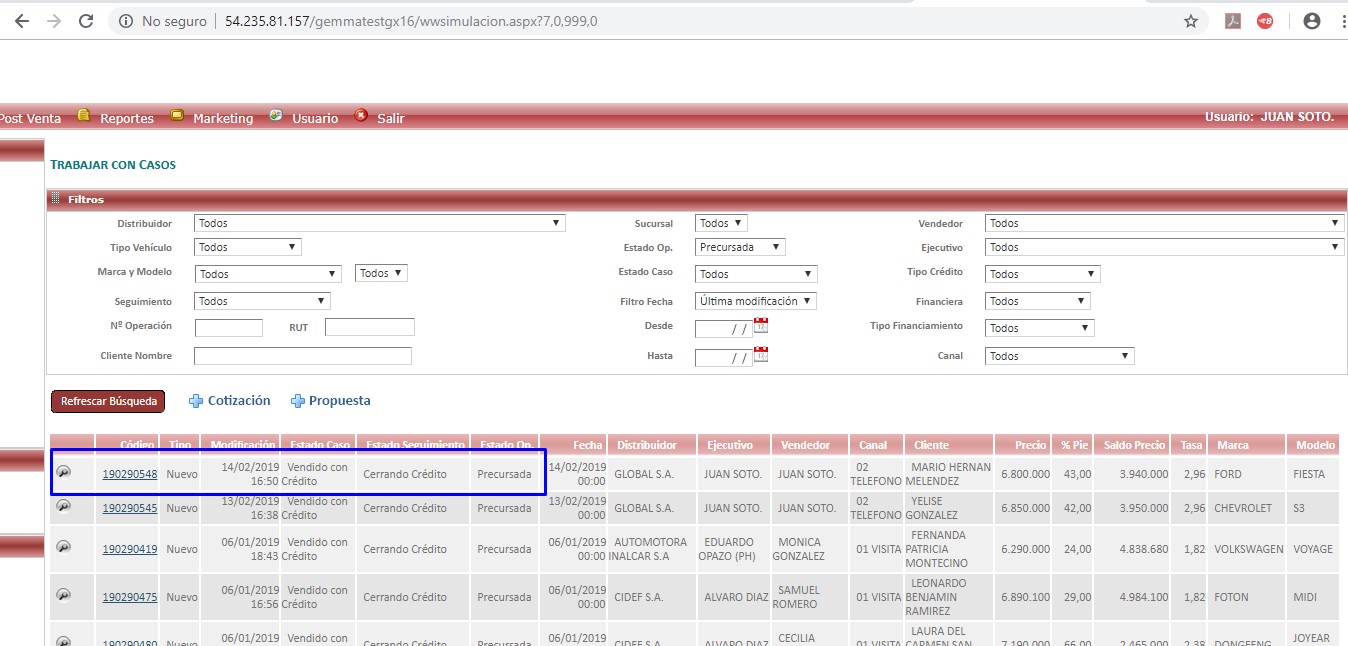 No seguro | 54.235.81.157/gemmatestgx16/wwsimulacion.aspx?7,0,999,0
Post Venta Reportes Marketing Usuario Salir Usuario: JUAN SOTO.
TRABAJAR CON CASOS
Filtros
Distribuidor Todos Sucursal Todos Vendedor Todos
Tipo Vehículo Todos Estado Op. Precursada Ejecutivo Todos
Marca y Modelo Todos Todos Estado Caso Todos Tipo Crédito Todos
Seguimiento Todos Filtro Fecha Última modificación Financiera Todos
Nº Operación RUT Desde / / Tipo Financiamiento Todos
Cliente Nombre Hasta / / Canal Todos
Refrescar Búsqueda Cotización Propuesta
Código Tipo Modificación Estado Caso Estado Seguimiento Estado Op. Fecha Distribuidor Ejecutivo Vendedor Canal Cliente Precio % Pie Saldo Precio Tasa Marca Modelo
190290548 Nuevo 14/02/2019 16:50 Vendido con Crédito Cerrando Crédito Precursada 14/02/2019 00:00 GLOBAL S.A. JUAN SOTO. JUAN SOTO. 02 TELEFONO MARIO HERNAN MELENDEZ 6.800.000 43,00 3.940.000 2,96 FORD FIESTA
190290545 Nuevo 13/02/2019 16:38 Vendido con Crédito Cerrando Crédito Precursada 13/02/2019 00:00 GLOBAL S.A. JUAN SOTO. JUAN SOTO. 02 TELEFONO YELISE GONZALEZ 6.850.000 42,00 3.950.000 2,96 CHEVROLET S3
190290419 Nuevo 06/01/2019 18:43 Vendido con Crédito Cerrando Crédito Precursada 06/01/2019 00:00 AUTOMOTORA INALCAR S.A EDUARDO OPAZO (PH) MONICA GONZALEZ 01 VISITA FERNANDA PATRICIA MONTECINO 6.290.000 24,00 4.838.680 1,82 VOLKSWAGEN VOYAGE
190290475 Nuevo 06/01/2019 16:56 Vendido con Crédito Cerrando Crédito Precursada 06/01/2019 00:00 CIDEF S.A. ALVARO DIAZ SAMUEL ROMERO 01 VISITA LEONARDO BENJAMIN RAMIREZ 6.890.100 29,00 4.984.100 1,82 FOTON MIDI
190290480 Nuevo 06/01/2019 Vendido con Cerrando Crédito Precursada 06/01/2019 CIDEF S.A. ALVARO DIAZ CECILIA 01 VISITA LAURA DEL CARMEN SAN 7.190.000 66,00 2.465.000 2,38 DONGFENG JOYEAR